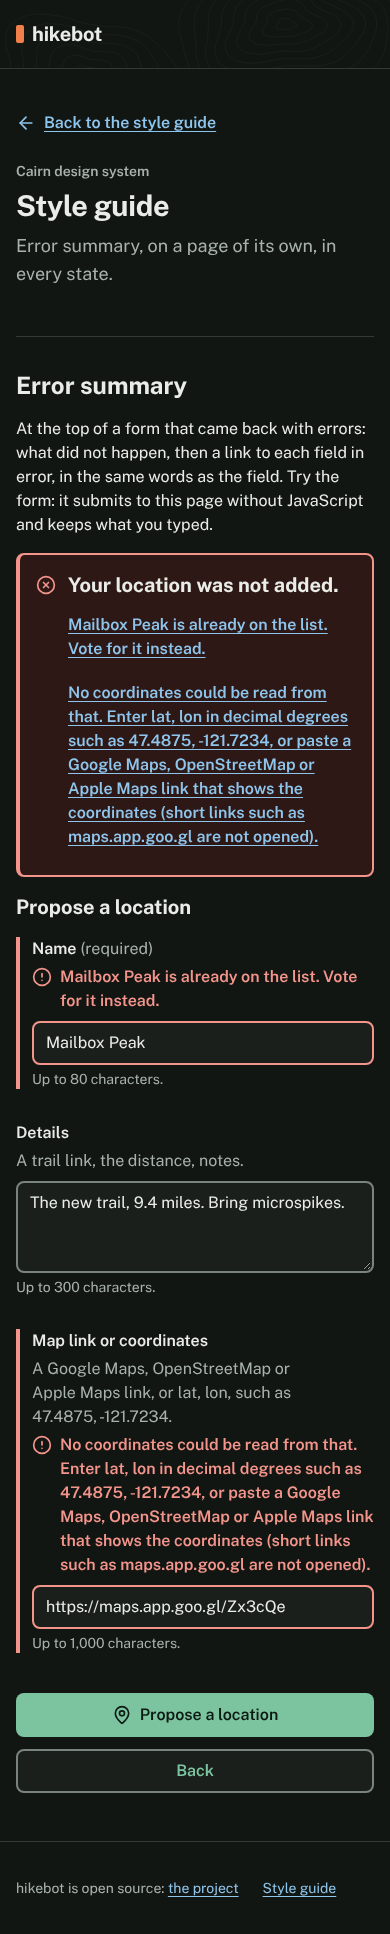 hikebot
Back to the style guide
Cairn design system
Style guide
Error summary, on a page of its own, in
every state.
Error summary
At the top of a form that came back with errors:
what did not happen, then a link to each field in
error, in the same words as the field. Try the
form: it submits to this page without JavaScript
and keeps what you typed.
Your location was not added.
Mailbox Peak is already on the list.
Vote for it instead.
No coordinates could be read from
that. Enter lat, lon in decimal degrees
such as 47.4875, -121.7234, or paste a
Google Maps, OpenStreetMap or
Apple Maps link that shows the
coordinates (short links such as
maps.app.goo.gl are not opened).
Propose a location
Name (required)
Mailbox Peak is already on the list. Vote
for it instead.
Mailbox Peak
Up to 80 characters.
Details
A trail link, the distance, notes.
The new trail, 9.4 miles. Bring microspikes.
Up to 300 characters.
Map link or coordinates
A Google Maps, OpenStreetMap or
Apple Maps link, or lat, lon, such as
47.4875, -121.7234.
No coordinates could be read from that.
Enter lat, lon in decimal degrees such as
47.4875, -121.7234, or paste a Google
Maps, OpenStreetMap or Apple Maps link
that shows the coordinates (short links
such as maps.app.goo.gl are not opened).
https://maps.app.goo.gl/Zx3cQe
Up to 1,000 characters.
Propose a location
Back
hikebot is open source: the project Style guide